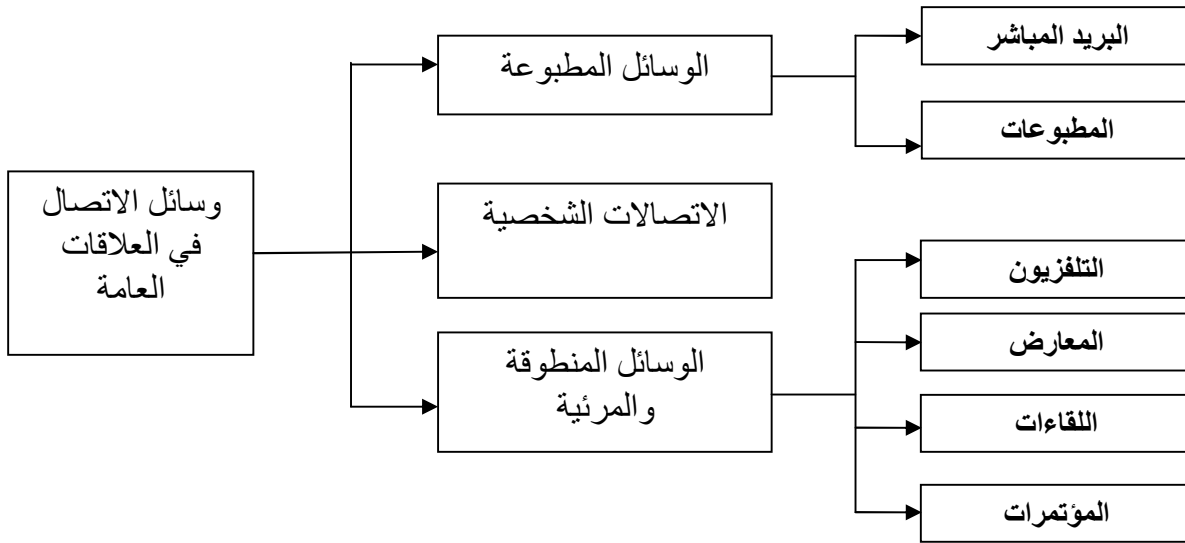 وسائل الاتصال
في العلاقات
العامة
الوسائل المطبوعة
البريد المباشر
المطبوعات
الاتصالات الشخصية
الوسائل المنطوقة
والمرئية
التلفزيون
المعارض
اللقاءات
المؤتمرات